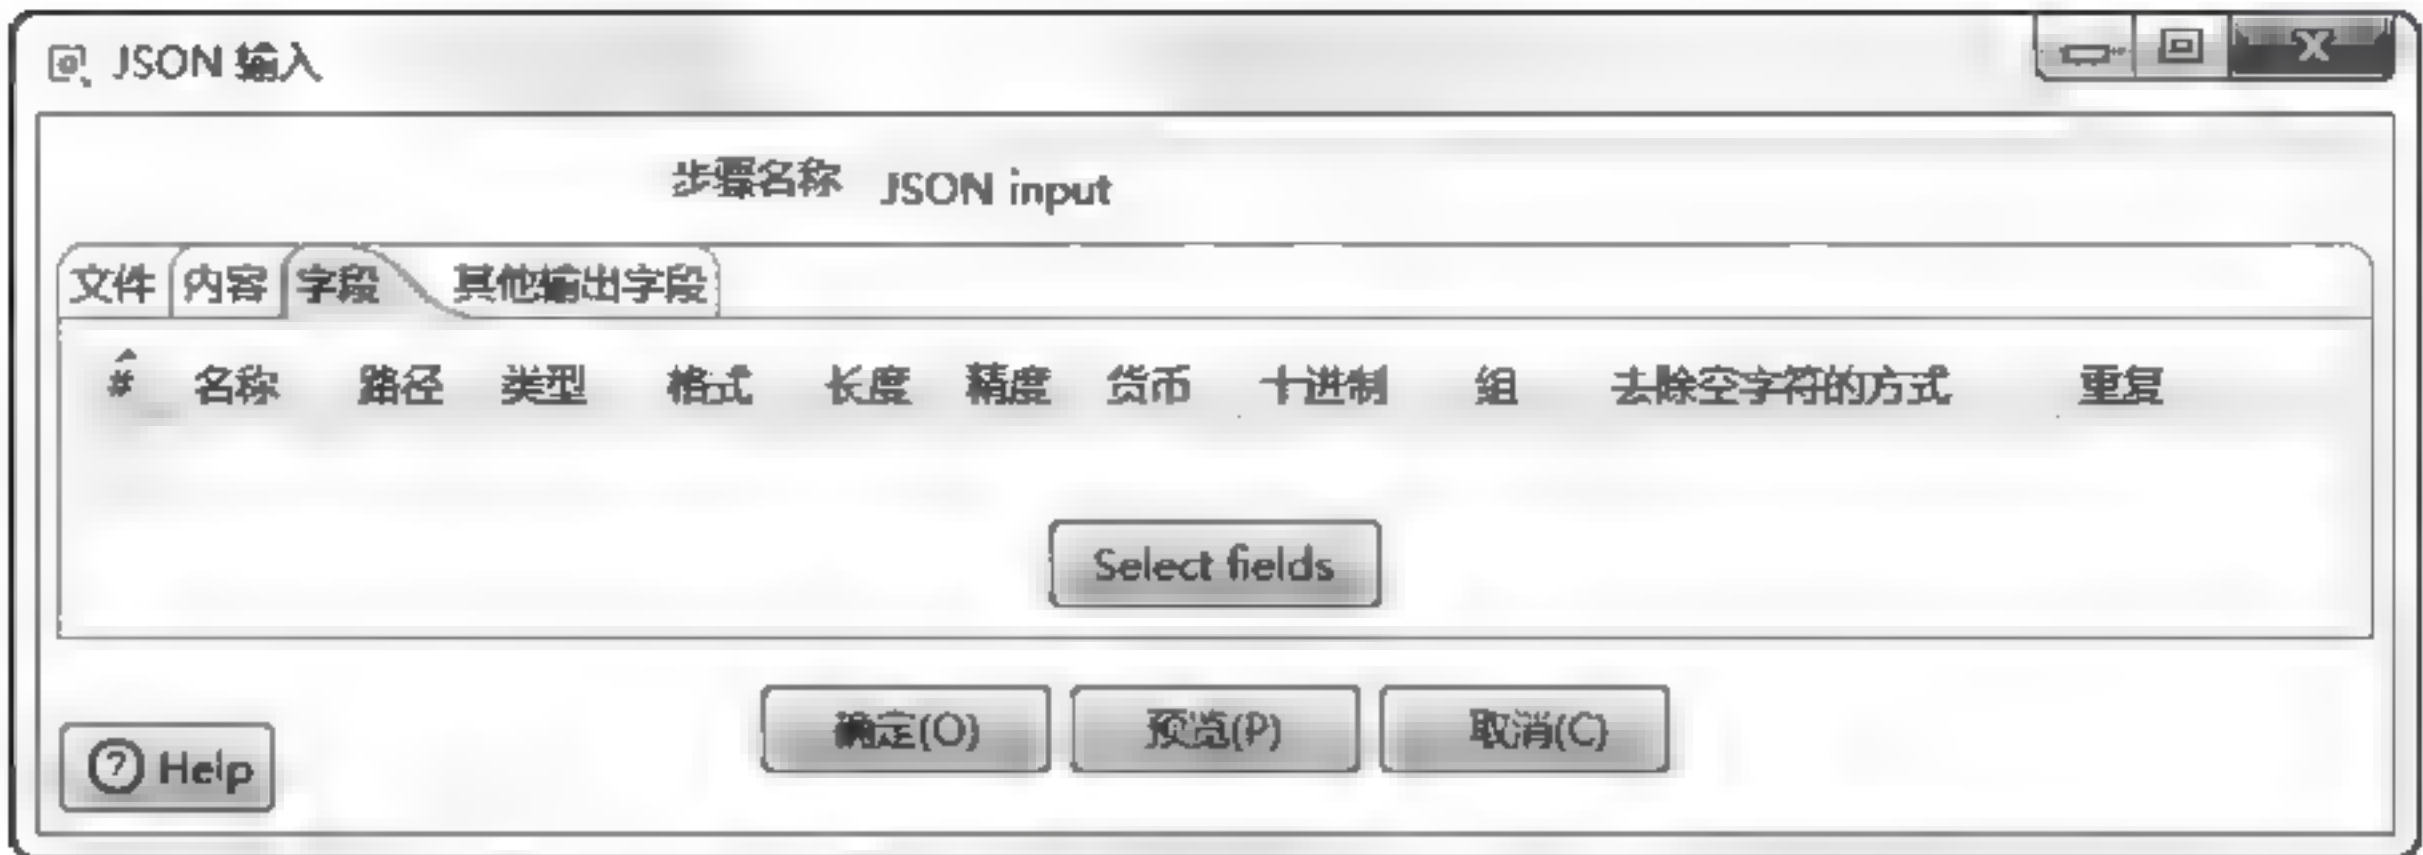 JSON 输入
步骤名称 JSON input
文件 内容 字段 其他输出字段
# 名称 路径 类型 格式 长度 精度 货币 十进制 组 去除空字符的方式 重复
Select fields
确定(O) 预览(P) 取消(C)
? Help